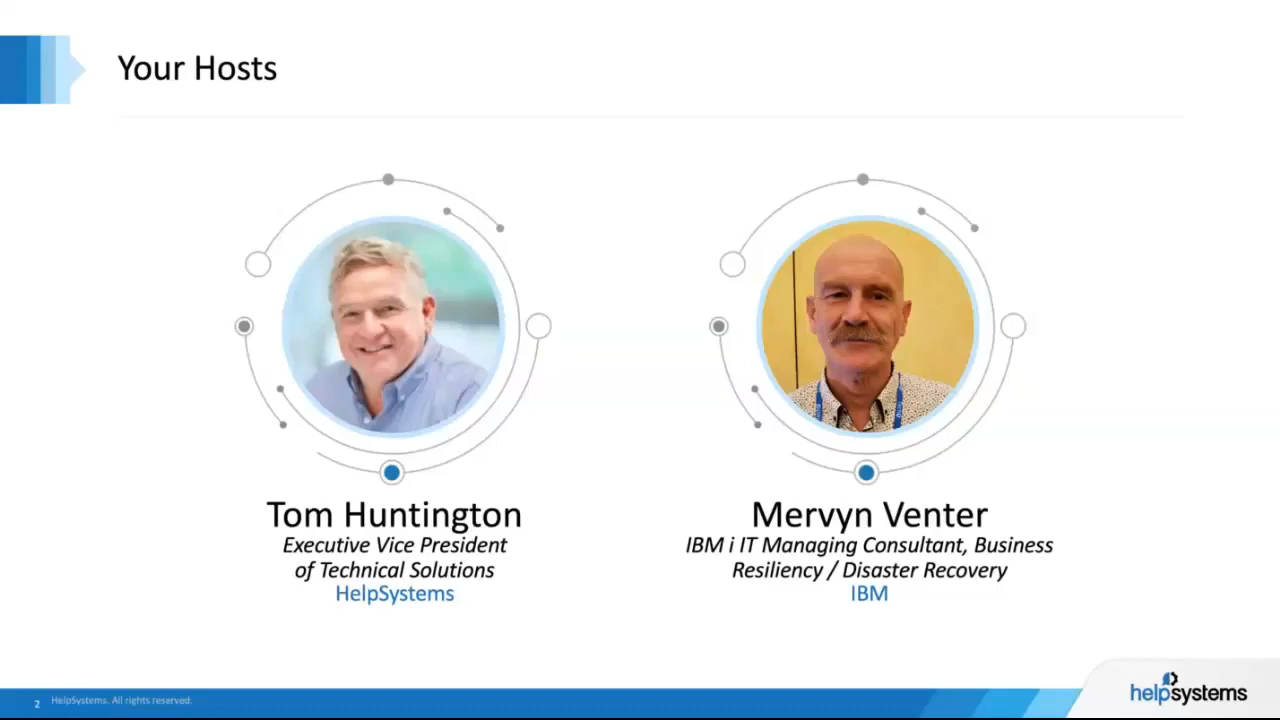 Your Hosts
Tom Huntington
Executive Vice President
of Technical Solutions
HelpSystems
Mervyn Venter
IBM i IT Managing Consultant, Business
Resiliency / Disaster Recovery
IBM
2
HelpSystems. All rights reserved.
helpsystems